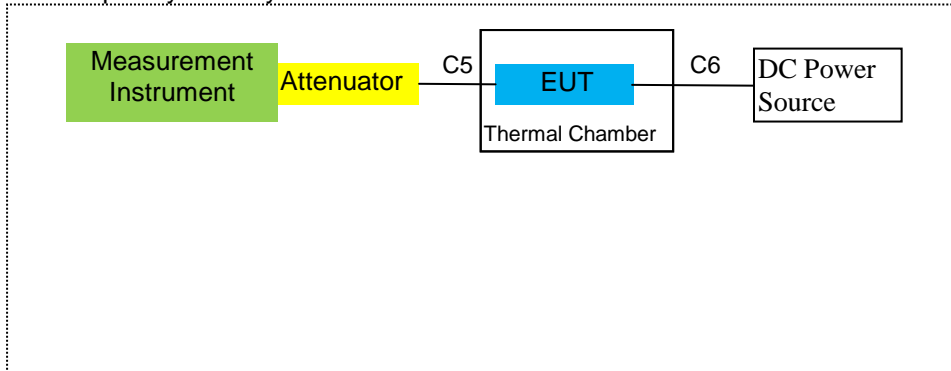 Measurement
Instrument
Attenuator
C5
EUT
Thermal Chamber
C6
DC Power
Source